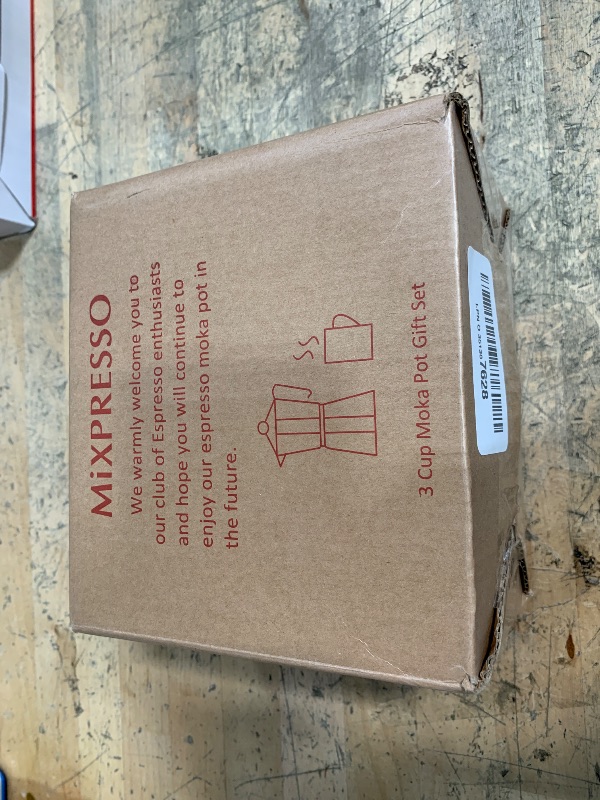 MiXPRESSO
We warmly welcome you to
our club of Espresso enthusiasts
and hope you will continue to
enjoy our espresso moka pot in
the future.
3 Cup Moka Pot Gift Set
7628